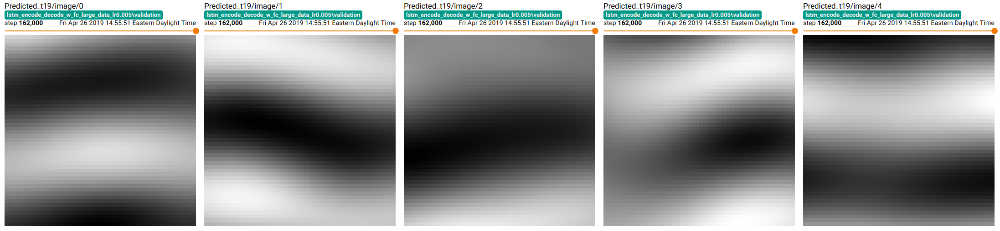 Predicted_t19/image/0
lstm_encode_decode_w_fc_large_data_lr0.005\validation
step 162,000 Fri Apr 26 2019 14:55:51 Eastern Daylight Time
Predicted_t19/image/1
lstm_encode_decode_w_fc_large_data_lr0.005\validation
step 162,000 Fri Apr 26 2019 14:55:51 Eastern Daylight Time
Predicted_t19/image/2
lstm_encode_decode_w_fc_large_data_lr0.005\validation
step 162,000 Fri Apr 26 2019 14:55:51 Eastern Daylight Time
Predicted_t19/image/3
lstm_encode_decode_w_fc_large_data_lr0.005\validation
step 162,000 Fri Apr 26 2019 14:55:51 Eastern Daylight Time
Predicted_t19/image/4
lstm_encode_decode_w_fc_large_data_lr0.005\validation
step 162,000 Fri Apr 26 2019 14:55:51 Eastern Daylight Time